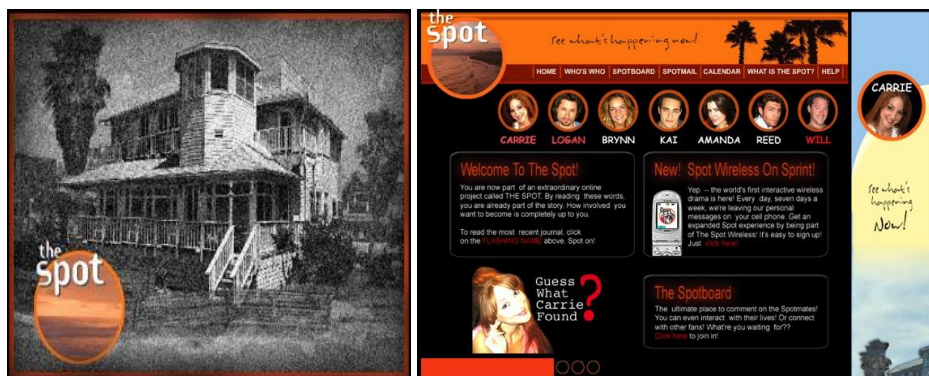 the
spot
the
spot
See what's happening now!
HOME WHO'S WHO SPOTBOARD SPOTMAIL CALENDAR WHAT IS THE SPOT? HELP
CARRIE LOGAN BRYNN KAI AMANDA REED WILL
Welcome To The Spot!
You are now part of an extraordinary online
project called THE SPOT. By reading these words,
you are already part of the story. How involved you
want to become is completely up to you.
To read the most recent journal, click
on the FLASHING NAME above. Spot on!
New! Spot Wireless On Sprint!
Yep -- the world's first interactive wireless
drama is here! Every day, seven days a
week, we're leaving our personal
messages on your cell phone. Get an
expanded Spot experience by being part
of The Spot Wireless! it's easy to sign up!
Just click here!
Guess
What
Carrie
Found
?
The Spotboard
The ultimate place to comment on the Spotmates!
You can even interact with their lives! Or connect
with other fans! What're you waiting for??
Click here to join in!
CARRIE
See what's
happening
Now!